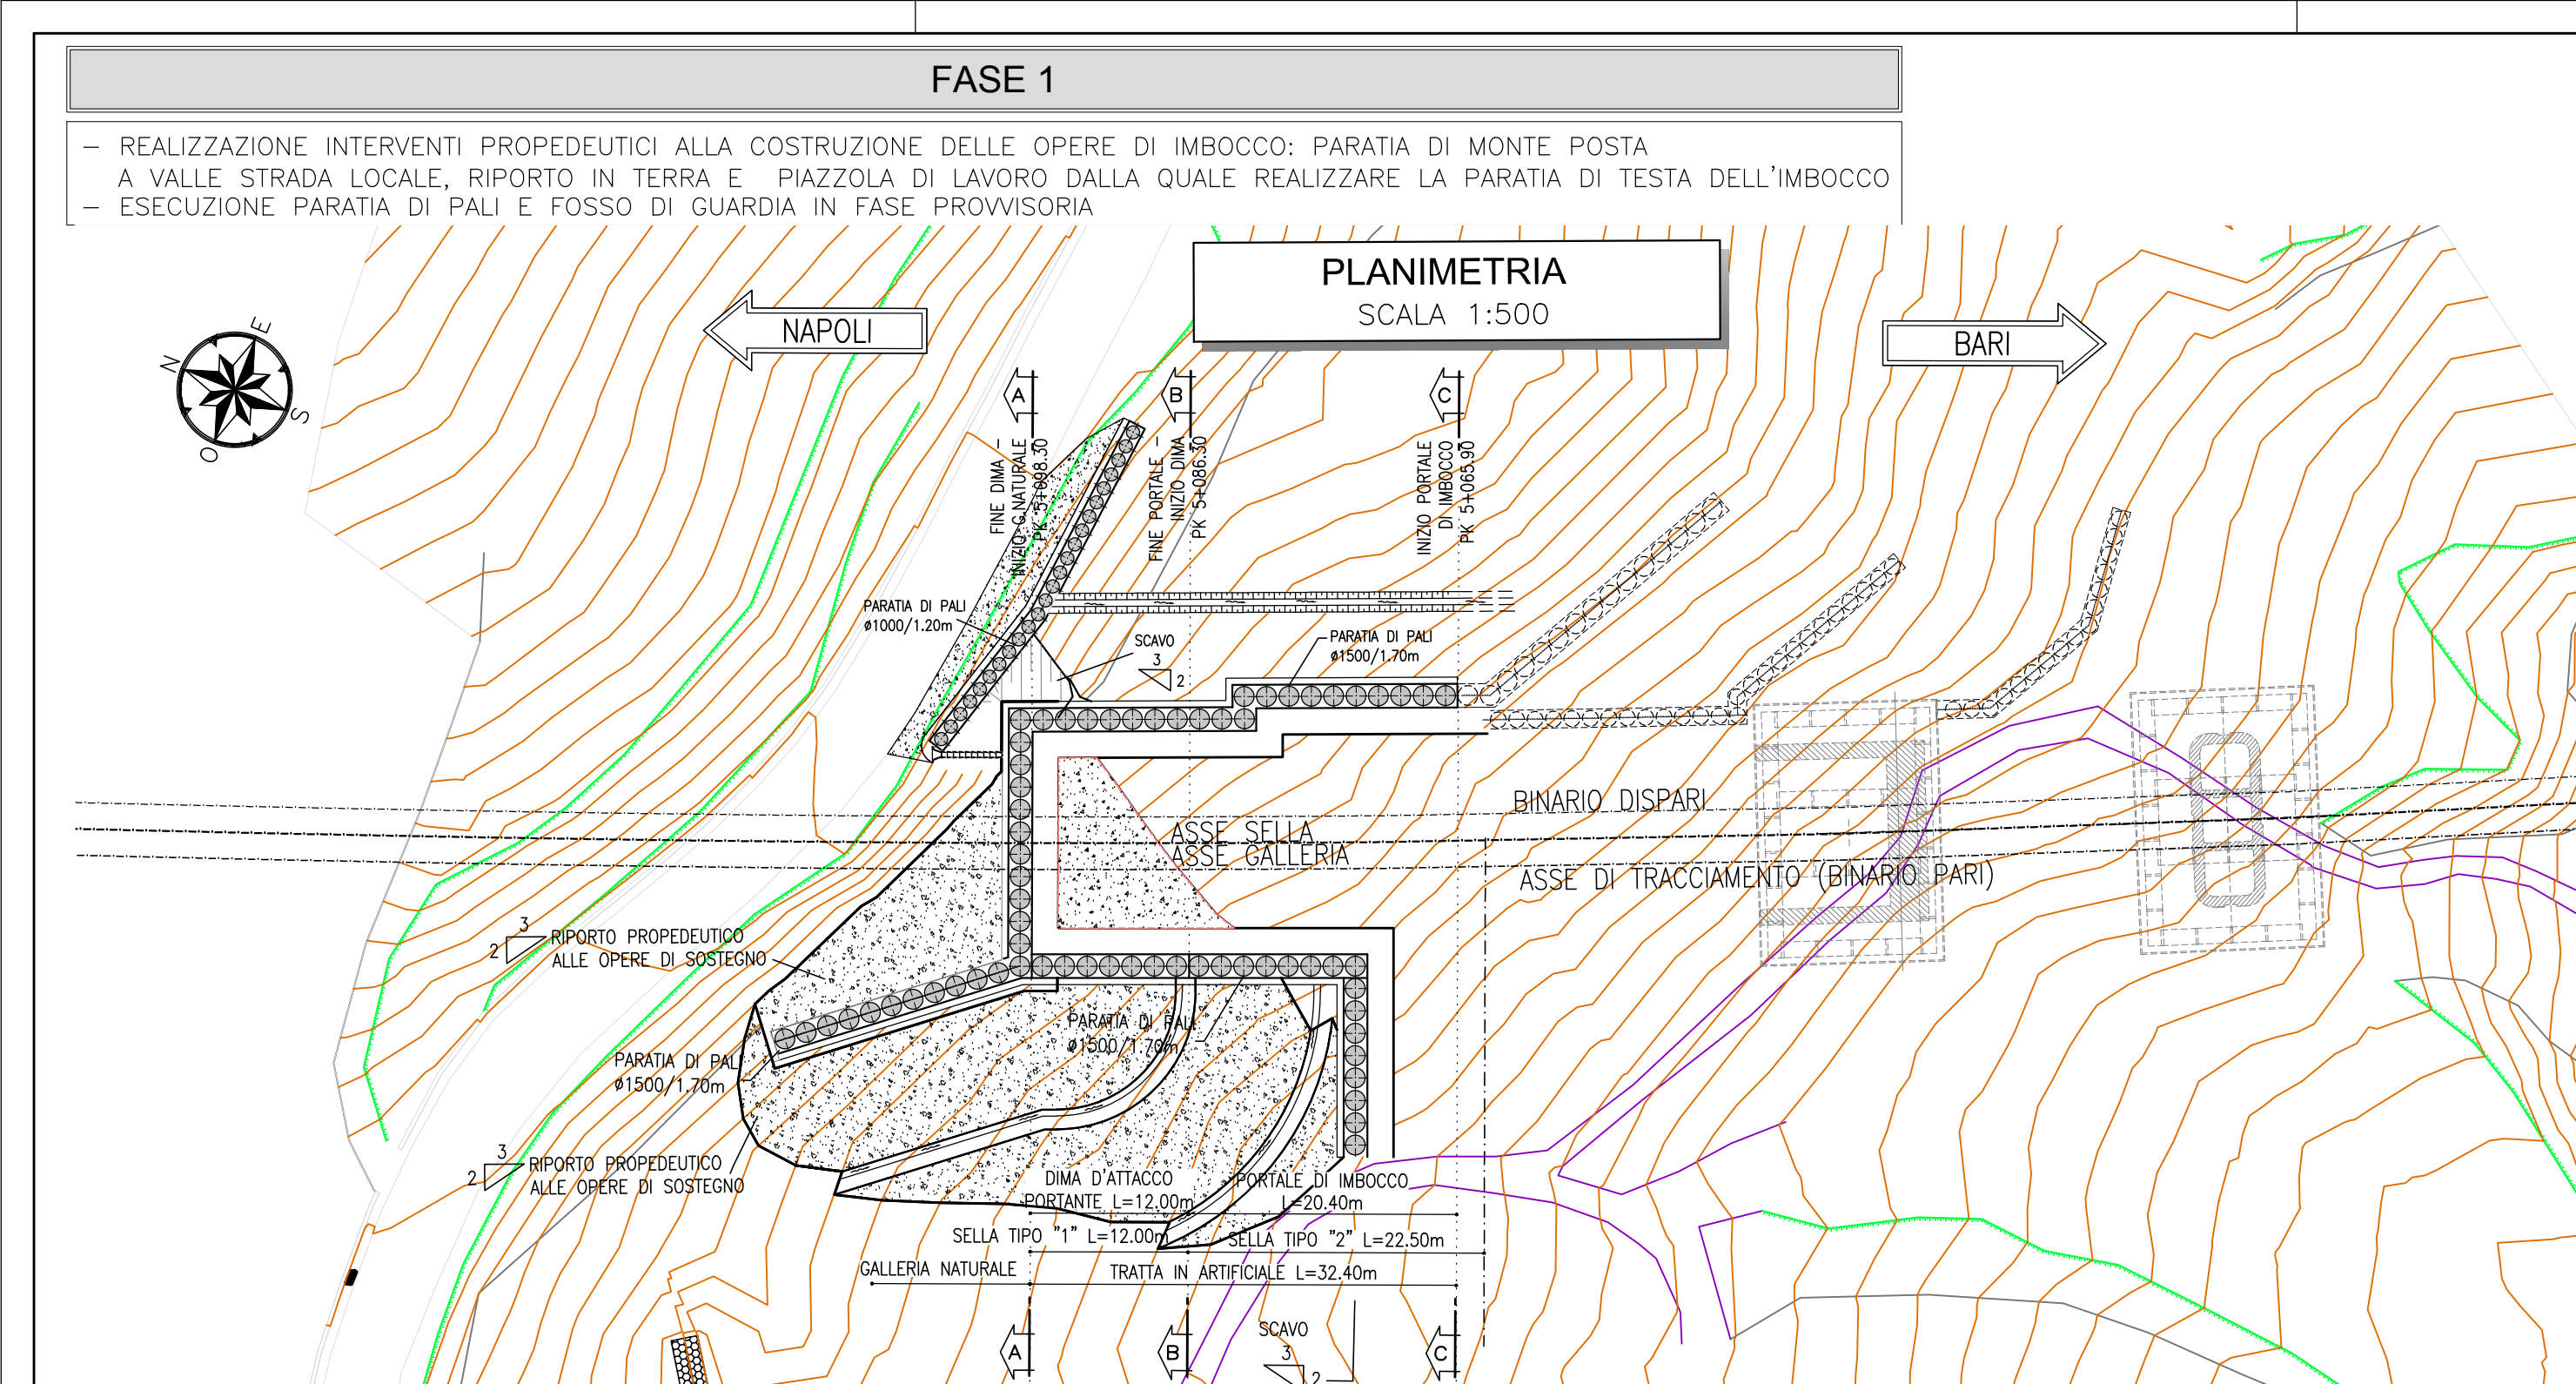 FASE 1
– REALIZZAZIONE INTERVENTI PROPEDEUTICI ALLA COSTRUZIONE DELLE OPERE DI IMBOCCO: PARATIA DI MONTE POSTA
A VALLE STRADA LOCALE, RIPORTO IN TERRA E PIAZZOLA DI LAVORO DALLA QUALE REALIZZARE LA PARATIA DI TESTA DELL'IMBOCCO
– ESECUZIONE PARATIA DI PALI E FOSSO DI GUARDIA IN FASE PROVVISORIA
PLANIMETRIA
SCALA 1:500
NAPOLI
BARI
N
E
S
O
A
B
C
FINE DIMA –
INIZIO G.NATURALE
PK 5+098.30
FINE PORTALE –
INIZIO DIMA
PK 5+086.30
INIZIO PORTALE
DI IMBOCCO
PK 5+065.90
PARATIA DI PALI
ø1000/1.20m
SCAVO
3
2
PARATIA DI PALI
ø1500/1.70m
BINARIO DISPARI
ASSE SELLA
ASSE GALLERIA
ASSE DI TRACCIAMENTO (BINARIO PARI)
3
2
RIPORTO PROPEDEUTICO
ALLE OPERE DI SOSTEGNO
PARATIA DI PALI
ø1500/1.70m
PARATIA DI PALI
ø1500/1.70m
3
2
RIPORTO PROPEDEUTICO
ALLE OPERE DI SOSTEGNO
DIMA D'ATTACCO
PORTANTE L=12.00m
PORTALE DI IMBOCCO
L=20.40m
SELLA TIPO "1" L=12.00m
SELLA TIPO "2" L=22.50m
GALLERIA NATURALE
TRATTA IN ARTIFICIALE L=32.40m
SCAVO
3
2
A
B
C